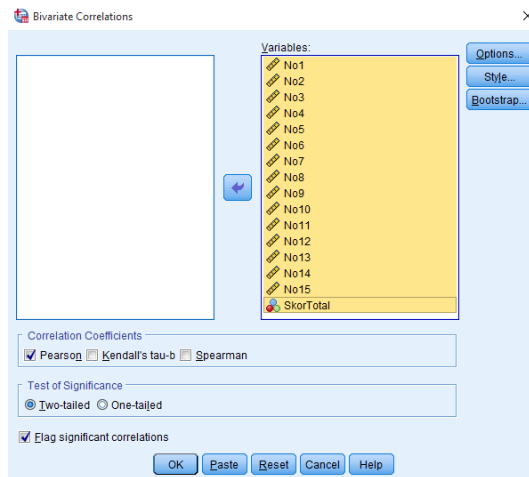 Bivariate Correlations
Variables:
No1
No2
No3
No4
No5
No6
No7
No8
No9
No10
No11
No12
No13
No14
No15
SkorTotal
Options...
Style...
Bootstrap...
Correlation Coefficients
Pearson Kendall's tau-b Spearman
Test of Significance
Two-tailed One-tailed
Flag significant correlations
OK Paste Reset Cancel Help